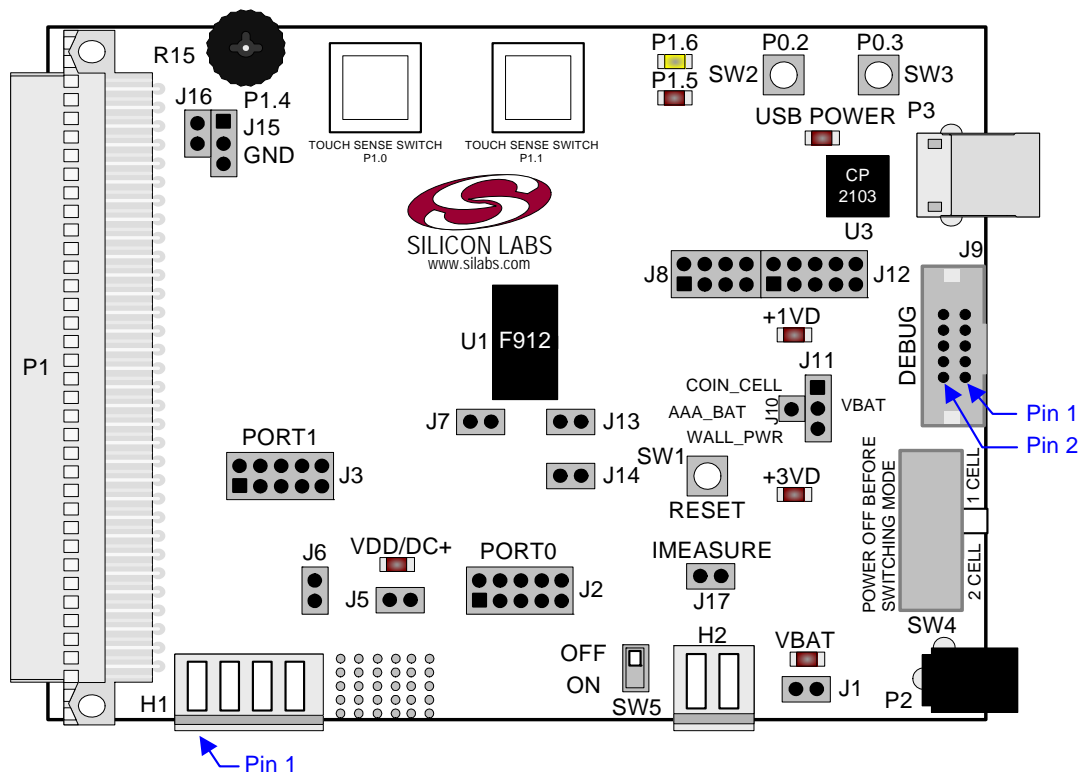 R15
P1.6
P0.2
P0.3
SW2
SW3
P1.5
J16
P1.4
J15
GND
USB POWER
P3
TOUCH SENSE SWITCH
P1.0
TOUCH SENSE SWITCH
P1.1
CP
2103
U3
SILICON LABS
www.silabs.com
J8
J12
J9
+1VD
U1
F912
P1
DEBUG
J11
COIN_CELL
J10
AAA_BAT
VBAT
WALL_PWR
Pin 1
Pin 2
J7
J13
PORT1
J3
J14
SW1
RESET
+3VD
POWER OFF BEFORE
SWITCHING MODE
1 CELL
2 CELL
J6
VDD/DC+
J5
PORT0
J2
IMEASURE
J17
SW4
OFF
ON
SW5
H2
VBAT
J1
P2
H1
Pin 1